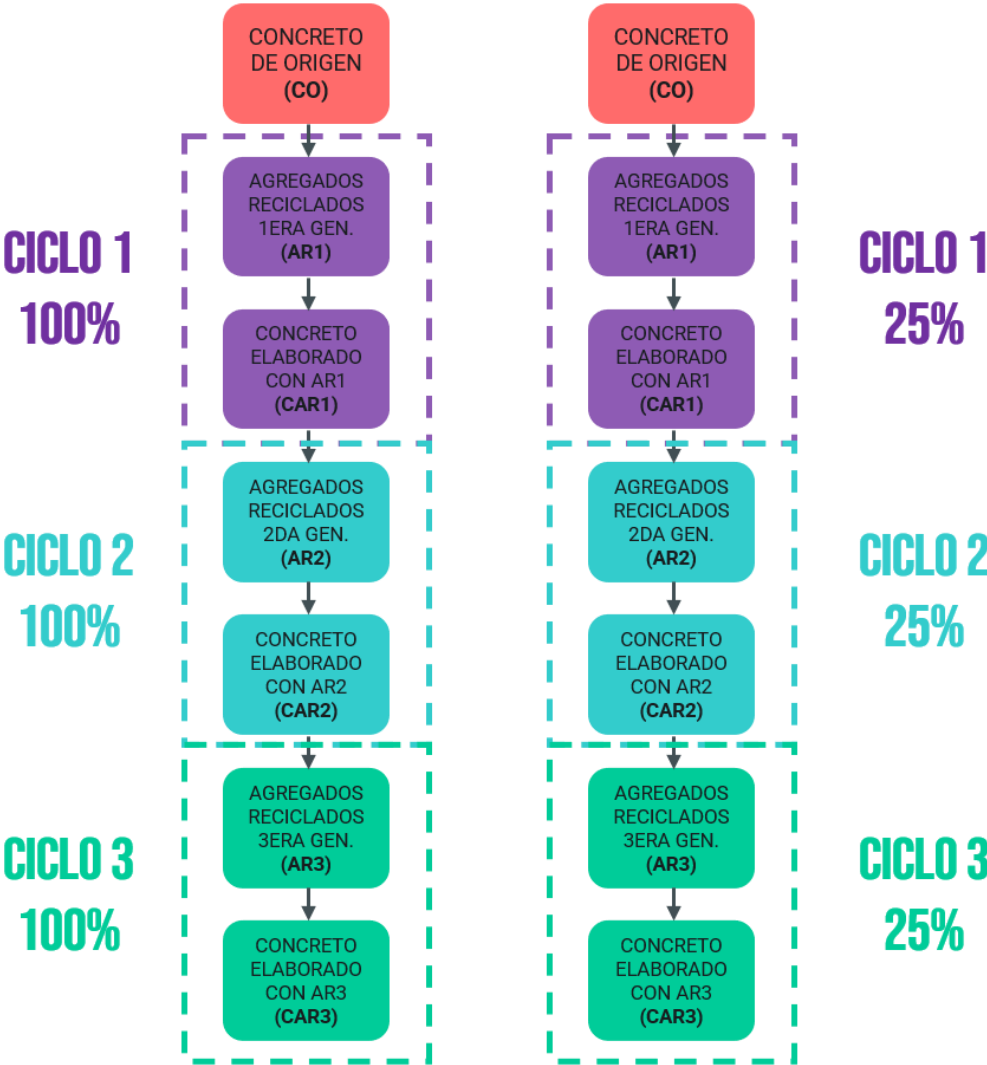 CONCRETO
DE ORIGEN
(CO)
AGREGADOS
RECICLADOS
1ERA GEN.
(AR1)
CONCRETO
ELABORADO
CON AR1
(CAR1)
CICLO 1
100%
AGREGADOS
RECICLADOS
2DA GEN.
(AR2)
CONCRETO
ELABORADO
CON AR2
(CAR2)
CICLO 2
100%
AGREGADOS
RECICLADOS
3ERA GEN.
(AR3)
CONCRETO
ELABORADO
CON AR3
(CAR3)
CICLO 3
100%
CONCRETO
DE ORIGEN
(CO)
AGREGADOS
RECICLADOS
1ERA GEN.
(AR1)
CONCRETO
ELABORADO
CON AR1
(CAR1)
CICLO 1
25%
AGREGADOS
RECICLADOS
2DA GEN.
(AR2)
CONCRETO
ELABORADO
CON AR2
(CAR2)
CICLO 2
25%
AGREGADOS
RECICLADOS
3ERA GEN.
(AR3)
CONCRETO
ELABORADO
CON AR3
(CAR3)
CICLO 3
25%